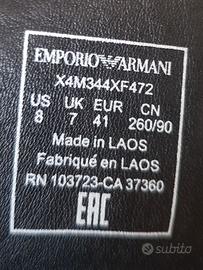 EMPORIO ARMANI
X4M344XF472
US UK EUR CN
8 7 41 260/90
Made in LAOS
Fabriqué en LAOS
RN 103723-CA 37360
EAC
subito